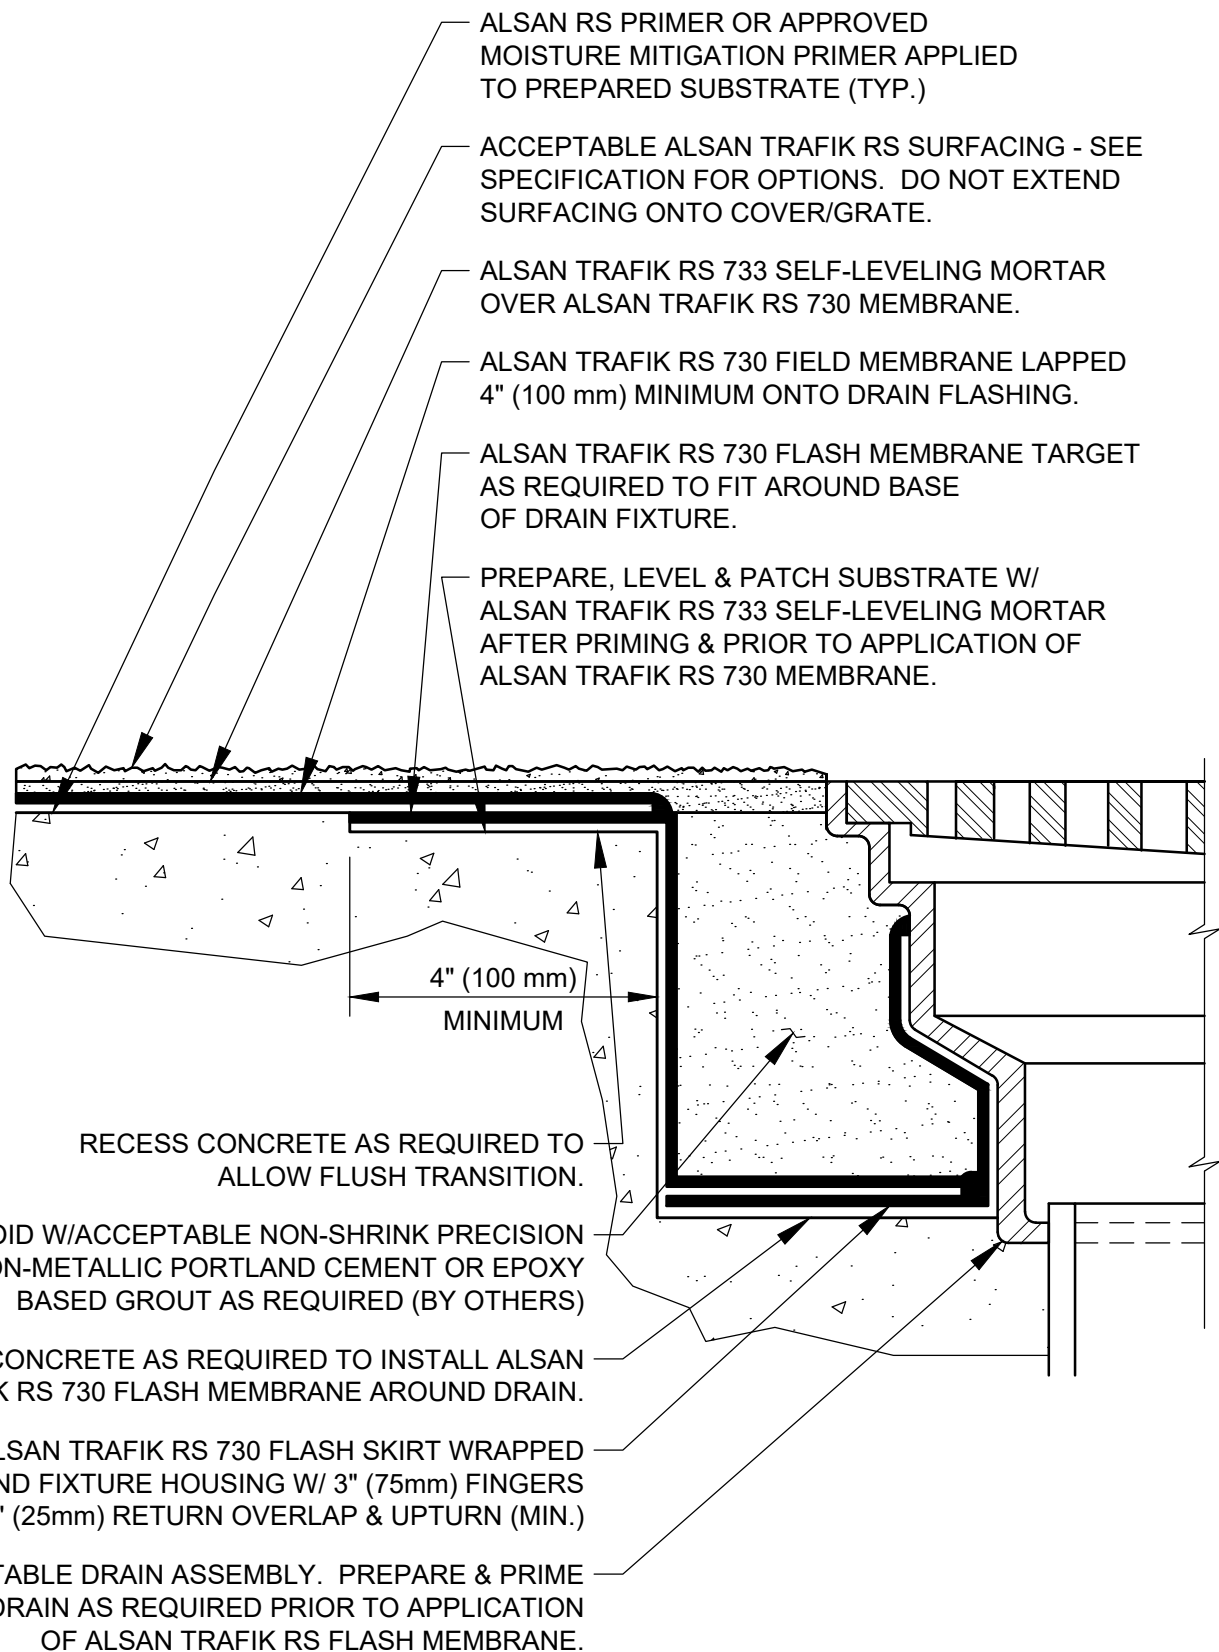 ALSAN RS PRIMER OR APPROVED
MOISTURE MITIGATION PRIMER APPLIED
TO PREPARED SUBSTRATE (TYP.)
ACCEPTABLE ALSAN TRAFIK RS SURFACING - SEE
SPECIFICATION FOR OPTIONS.  DO NOT EXTEND
SURFACING ONTO COVER/GRATE.
ALSAN TRAFIK RS 733 SELF-LEVELING MORTAR
OVER ALSAN TRAFIK RS 730 MEMBRANE.
ALSAN TRAFIK RS 730 FIELD MEMBRANE LAPPED
4" (100 mm) MINIMUM ONTO DRAIN FLASHING.
ALSAN TRAFIK RS 730 FLASH MEMBRANE TARGET
AS REQUIRED TO FIT AROUND BASE
OF DRAIN FIXTURE.
PREPARE, LEVEL & PATCH SUBSTRATE W/
ALSAN TRAFIK RS 733 SELF-LEVELING MORTAR
AFTER PRIMING & PRIOR TO APPLICATION OF
ALSAN TRAFIK RS 730 MEMBRANE.
4" (100 mm)
MINIMUM
RECESS CONCRETE AS REQUIRED TO
ALLOW FLUSH TRANSITION.
W/ACCEPTABLE NON-SHRINK PRECISION
PORTLAND CEMENT OR EPOXY
BASED GROUT AS REQUIRED (BY OTHERS)
CONCRETE AS REQUIRED TO INSTALL ALSAN
RS 730 FLASH MEMBRANE AROUND DRAIN.
TRAFIK RS 730 FLASH SKIRT WRAPPED
FIXTURE HOUSING W/ 3" (75mm) FINGERS
(25mm) RETURN OVERLAP & UPTURN (MIN.)
DRAIN ASSEMBLY.  PREPARE & PRIME
DRAIN AS REQUIRED PRIOR TO APPLICATION
OF ALSAN TRAFIK RS FLASH MEMBRANE.